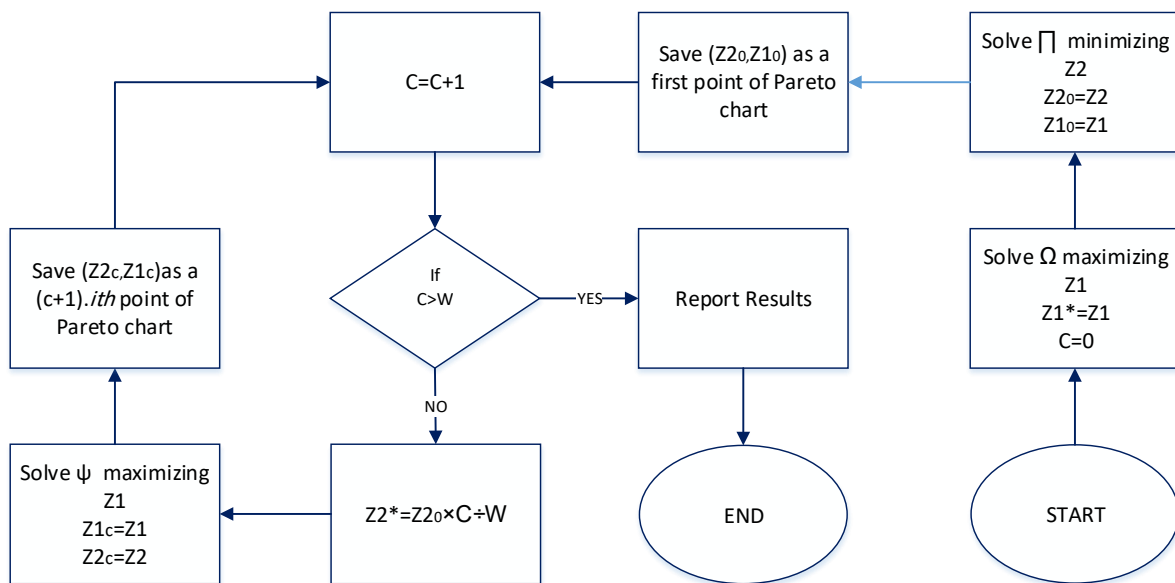 START
Solve Ω maximizing
Z1
Z1*=Z1
C=0
Solve ∏ minimizing
Z2
Z2₀=Z2
Z1₀=Z1
Save (Z2₀,Z1₀) as a
first point of Pareto
chart
C=C+1
If
C>W
YES
Report Results
END
NO
Z2*=Z2₀×C÷W
Solve ψ maximizing
Z1
Z1c=Z1
Z2c=Z2
Save (Z2c,Z1c)as a
(c+1).ith point of
Pareto chart